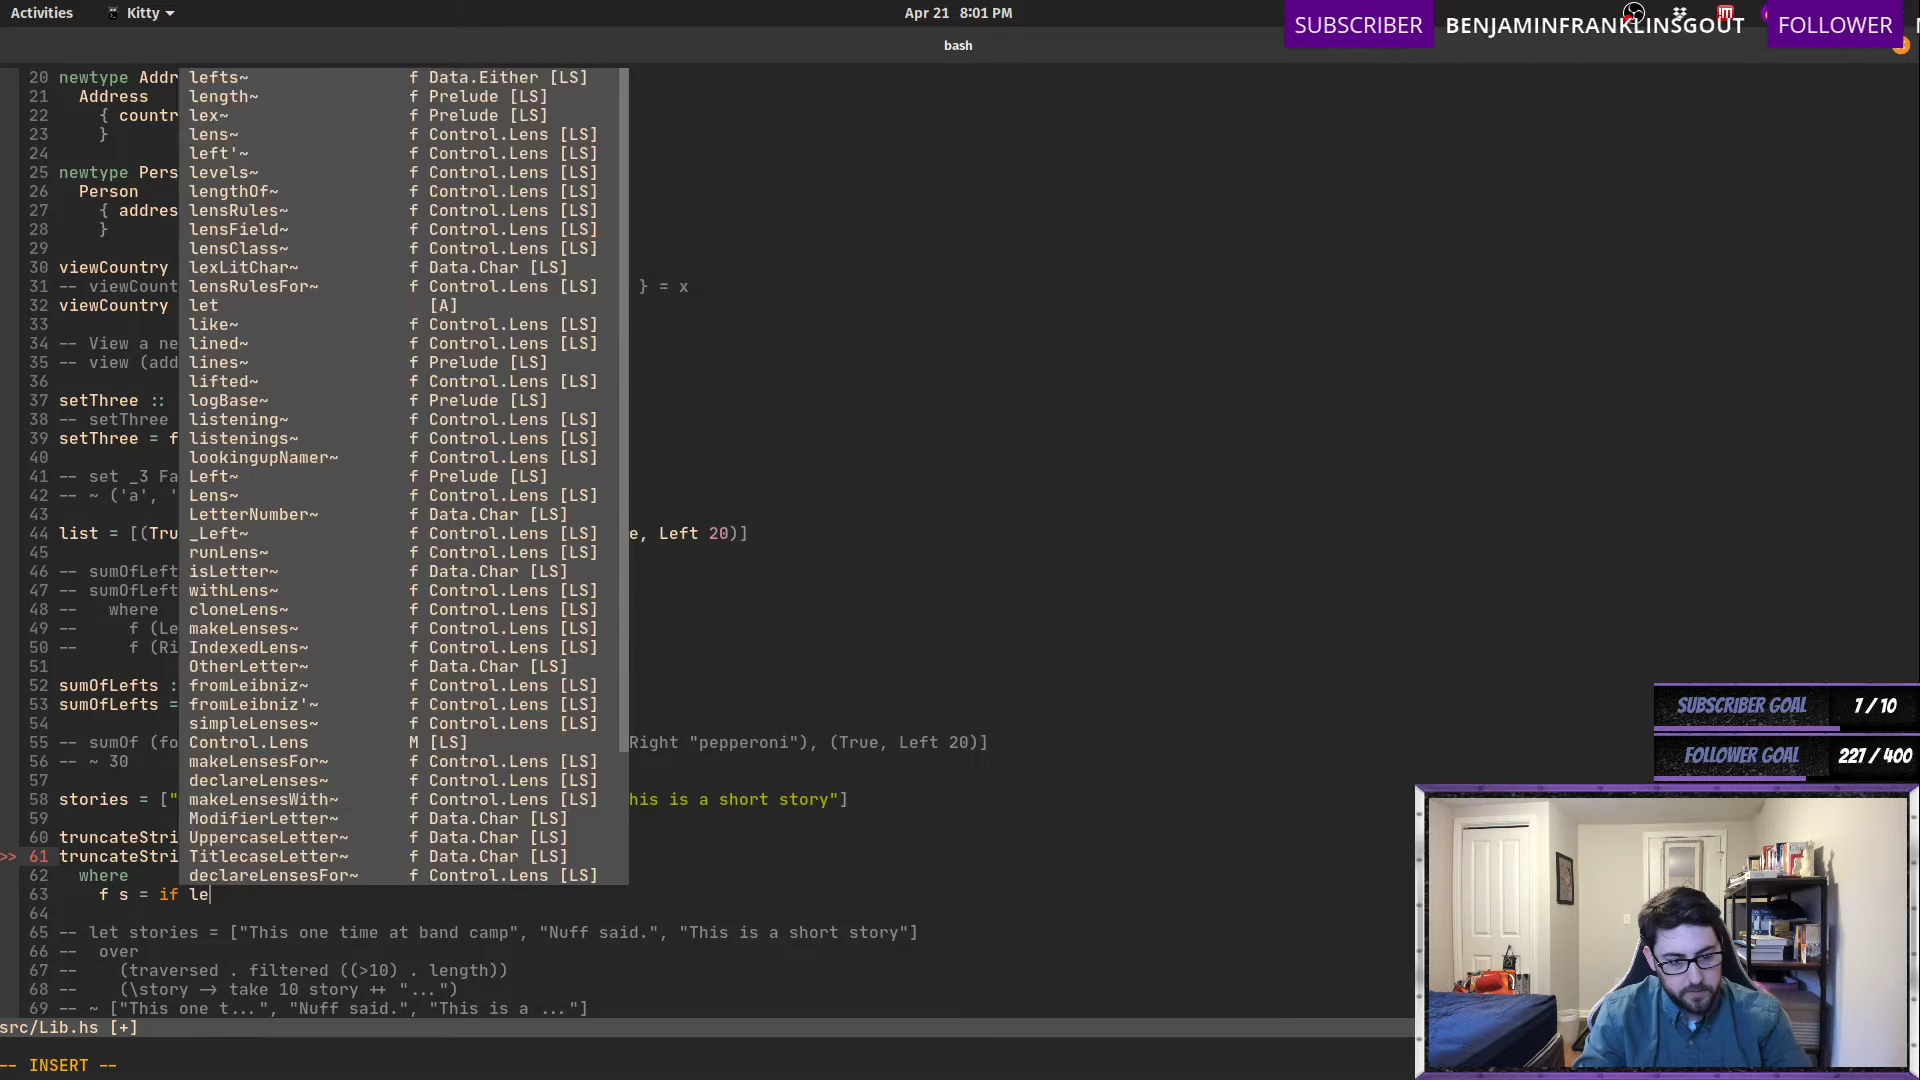 Activities
Kitty
Apr 21 8:01 PM
SUBSCRIBER
BENJAMINFRANKLINSGOUT
FOLLOWER
bash
20 newtype Addr
21 Address
22 { countr
23 }
24
25 newtype Pers
26 Person
27 { addres
28 }
29
30 viewCountry
31 -- viewCount } = x
32 viewCountry
33
34 -- View a ne
35 -- view (add
36
37 setThree ::
38 -- setThree
39 setThree = f
40
41 -- set _3 Fa
42 -- ~ ('a', '
43
44 list = [(Tru e, Left 20)]
45
46 -- sumOfLeft
47 -- sumOfLeft
48 -- where
49 -- f (Le
50 -- f (Ri
51
52 sumOfLefts :
53 sumOfLefts =
54
55 -- sumOf (fo Right "pepperoni"), (True, Left 20)]
56 -- ~ 30
57
58 stories = [" his is a short story"]
59
60 truncateStri
>> 61 truncateStri
62 where
63 f s = if le
64
65 -- let stories = ["This one time at band camp", "Nuff said.", "This is a short story"]
66 -- over
67 -- (traversed . filtered ((>10) . length))
68 -- (\story -> take 10 story ++ "...")
69 -- ~ ["This one t...", "Nuff said.", "This is a ..."]
lefts~ f Data.Either [LS]
length~ f Prelude [LS]
lex~ f Prelude [LS]
lens~ f Control.Lens [LS]
left'~ f Control.Lens [LS]
levels~ f Control.Lens [LS]
lengthOf~ f Control.Lens [LS]
lensRules~ f Control.Lens [LS]
lensField~ f Control.Lens [LS]
lensClass~ f Control.Lens [LS]
lexLitChar~ f Data.Char [LS]
lensRulesFor~ f Control.Lens [LS]
let [A]
like~ f Control.Lens [LS]
lined~ f Control.Lens [LS]
lines~ f Prelude [LS]
lifted~ f Control.Lens [LS]
logBase~ f Prelude [LS]
listening~ f Control.Lens [LS]
listenings~ f Control.Lens [LS]
lookingupNamer~ f Control.Lens [LS]
Left~ f Prelude [LS]
Lens~ f Control.Lens [LS]
LetterNumber~ f Data.Char [LS]
_Left~ f Control.Lens [LS]
runLens~ f Control.Lens [LS]
isLetter~ f Data.Char [LS]
withLens~ f Control.Lens [LS]
cloneLens~ f Control.Lens [LS]
makeLenses~ f Control.Lens [LS]
IndexedLens~ f Control.Lens [LS]
OtherLetter~ f Data.Char [LS]
fromLeibniz~ f Control.Lens [LS]
fromLeibniz'~ f Control.Lens [LS]
simpleLenses~ f Control.Lens [LS]
Control.Lens M [LS]
makeLensesFor~ f Control.Lens [LS]
declareLenses~ f Control.Lens [LS]
makeLensesWith~ f Control.Lens [LS]
ModifierLetter~ f Data.Char [LS]
UppercaseLetter~ f Data.Char [LS]
TitlecaseLetter~ f Data.Char [LS]
declareLensesFor~ f Control.Lens [LS]
src/Lib.hs [+]
-- INSERT --
SUBSCRIBER GOAL 7 / 10
FOLLOWER GOAL 227 / 400